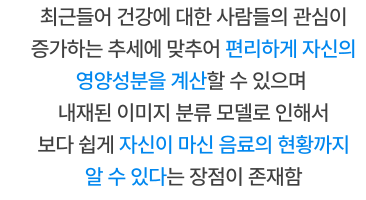 최근들어 건강에 대한 사람들의 관심이
증가하는 추세에 맞추어 편리하게 자신의
영양성분을 계산할 수 있으며
내재된 이미지 분류 모델로 인해서
보다 쉽게 자신이 마신 음료의 현황까지
알 수 있다는 장점이 존재함